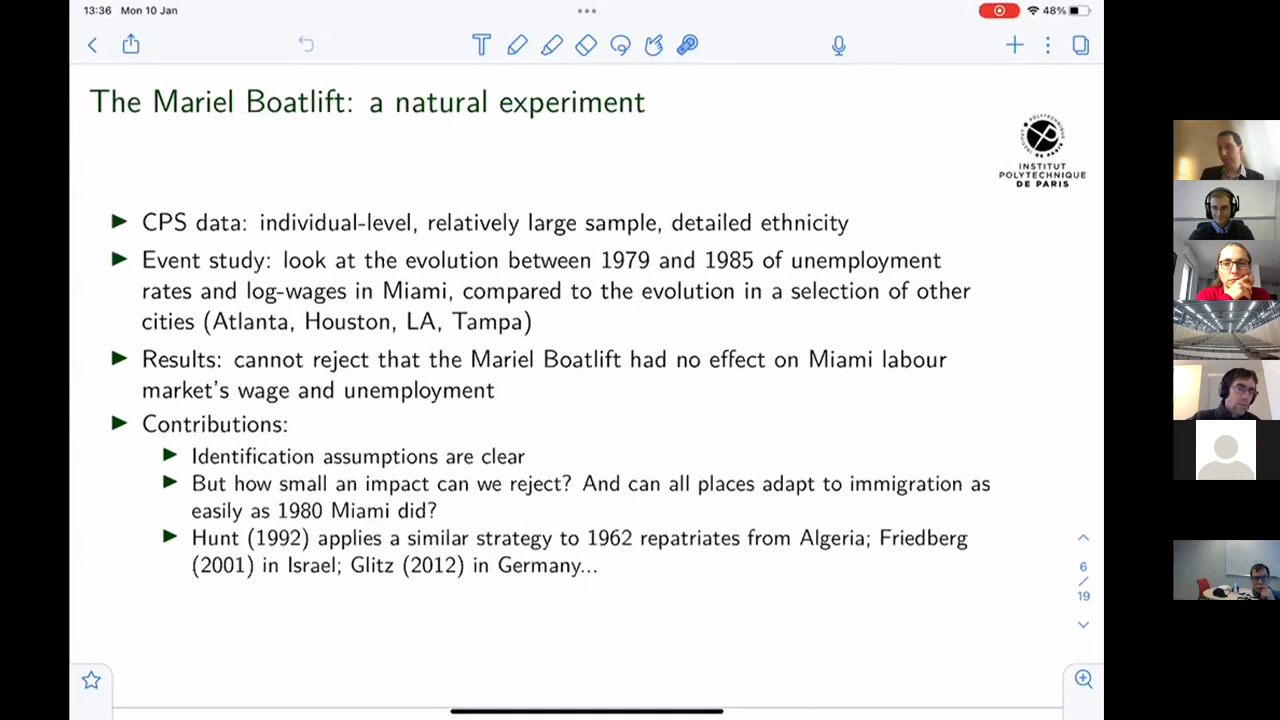 13:36 Mon 10 Jan
48%
The Mariel Boatlift: a natural experiment
INSTITUT
POLYTECHNIQUE
DE PARIS
CPS data: individual-level, relatively large sample, detailed ethnicity
Event study: look at the evolution between 1979 and 1985 of unemployment
rates and log-wages in Miami, compared to the evolution in a selection of other
cities (Atlanta, Houston, LA, Tampa)
Results: cannot reject that the Mariel Boatlift had no effect on Miami labour
market's wage and unemployment
Contributions:
Identification assumptions are clear
But how small an impact can we reject? And can all places adapt to immigration as
easily as 1980 Miami did?
Hunt (1992) applies a similar strategy to 1962 repatriates from Algeria; Friedberg
(2001) in Israel; Glitz (2012) in Germany...
6
/
19